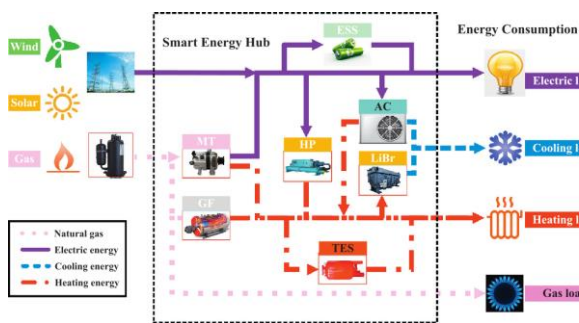 Smart Energy Hub
Energy Consumption
Wind
ESS
Electric l
Solar
AC
Gas
MT
HP
LiBr
Cooling l
GF
Heating l
Natural gas
Electric energy
Cooling energy
Heating energy
TES
Gas loa